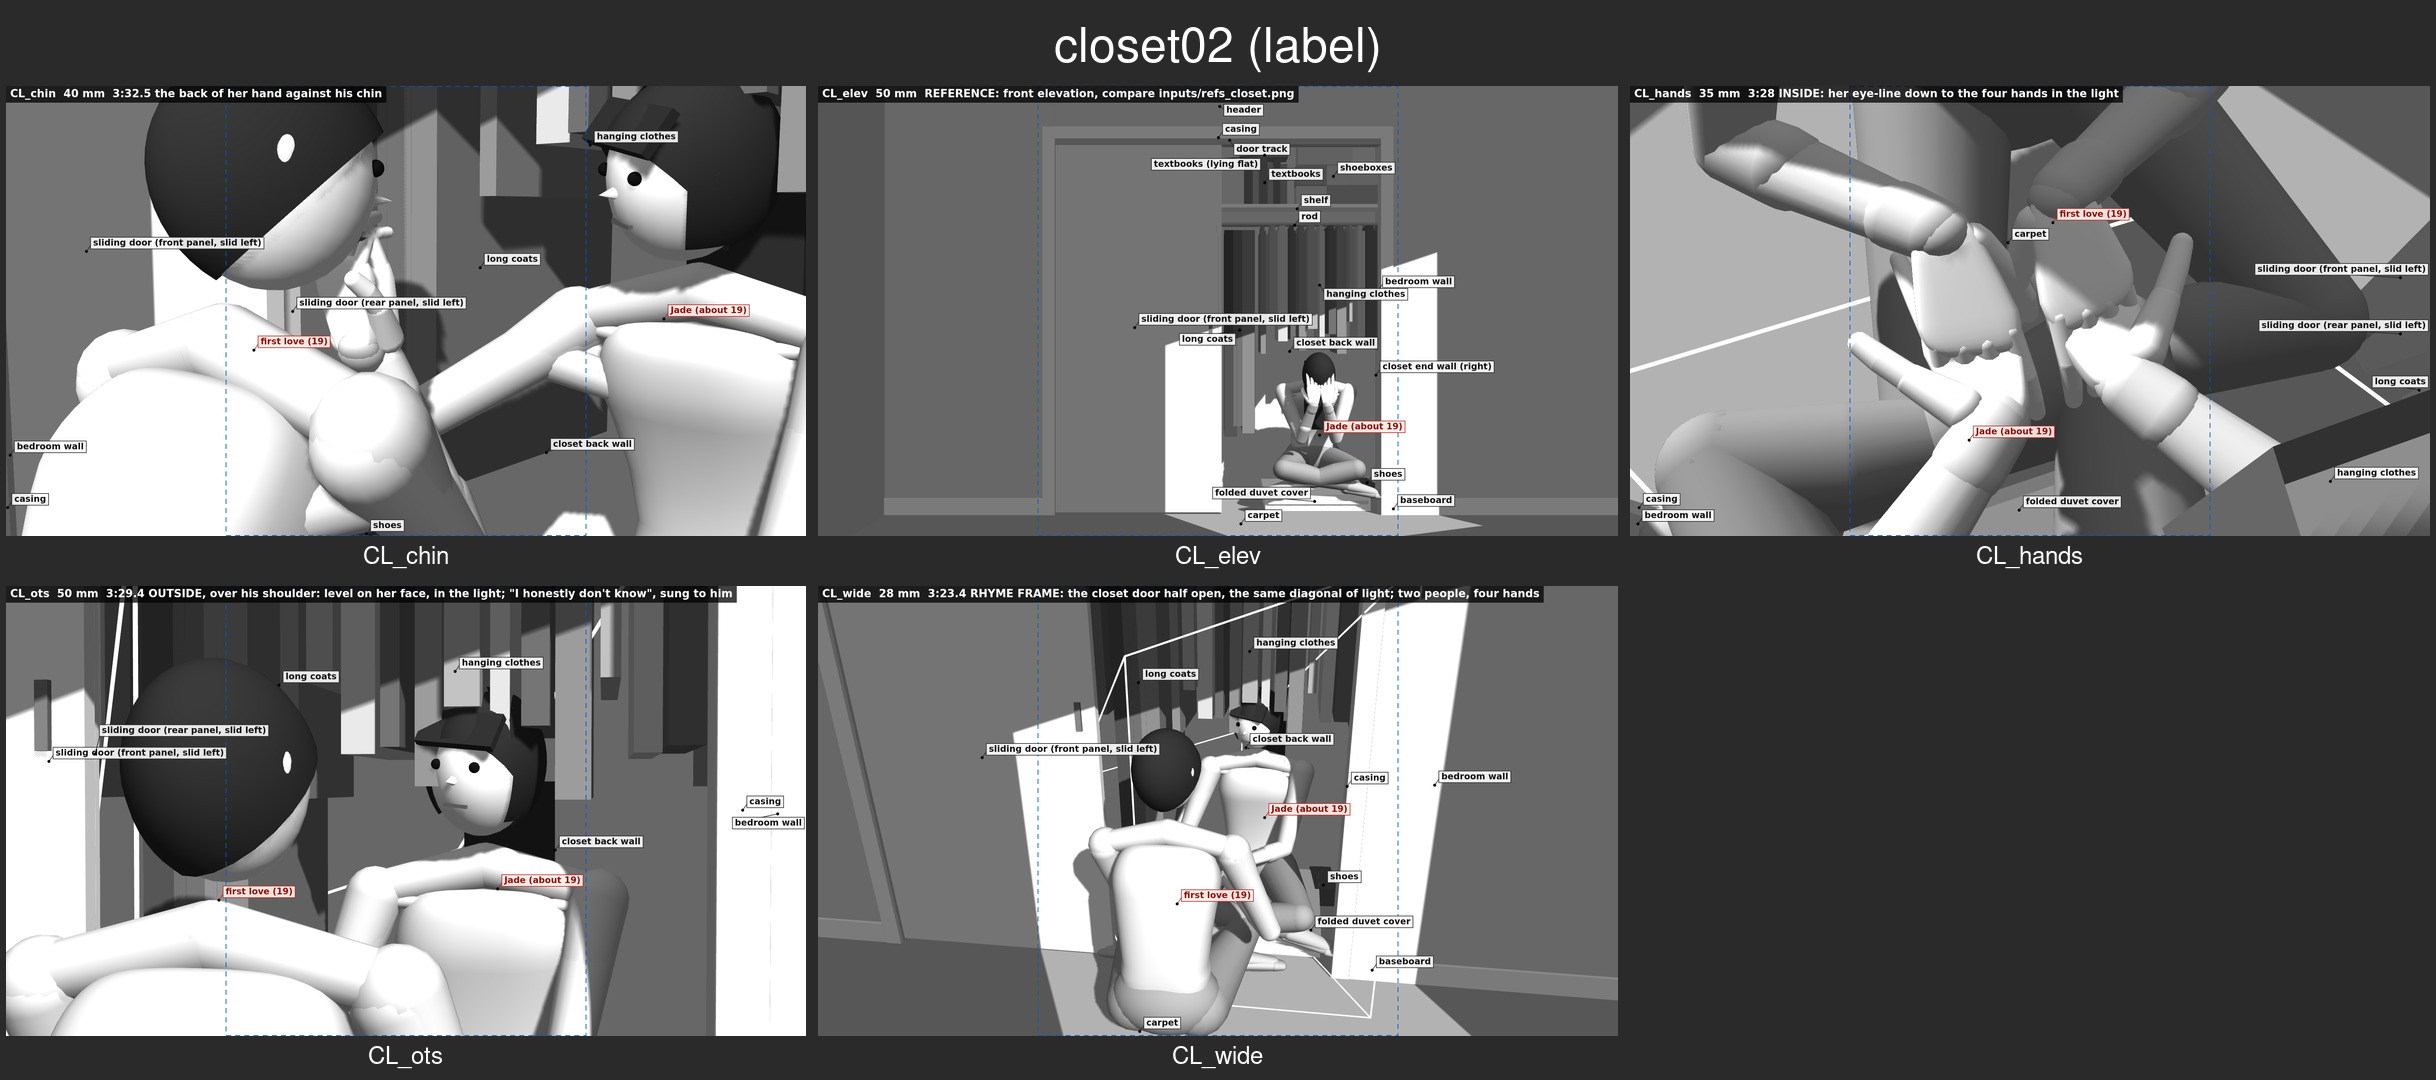 closet02 (label)
CL_chin 40 mm 3:32.5 the back of her hand against his chin
hanging clothes
sliding door (front panel, slid left)
long coats
sliding door (rear panel, slid left)
Jade (about 19)
first love (19)
bedroom wall
closet back wall
casing
shoes
CL_chin
CL_elev 50 mm REFERENCE: front elevation, compare inputs/refs_closet.png
header
casing
door track
textbooks (lying flat)
shoeboxes
textbooks
shelf
rod
bedroom wall
hanging clothes
sliding door (front panel, slid left)
long coats
closet back wall
closet end wall (right)
Jade (about 19)
shoes
folded duvet cover
baseboard
carpet
CL_elev
CL_hands 35 mm 3:28 INSIDE: her eye-line down to the four hands in the light
first love (19)
carpet
sliding door (front panel, slid left)
sliding door (rear panel, slid left)
long coats
Jade (about 19)
hanging clothes
casing
folded duvet cover
bedroom wall
CL_hands
CL_ots 50 mm 3:29.4 OUTSIDE, over his shoulder: level on her face, in the light; "I honestly don't know", sung to him
hanging clothes
long coats
sliding door (rear panel, slid left)
sliding door (front panel, slid left)
casing
bedroom wall
closet back wall
Jade (about 19)
first love (19)
CL_ots
CL_wide 28 mm 3:23.4 RHYME FRAME: the closet door half open, the same diagonal of light; two people, four hands
hanging clothes
long coats
closet back wall
sliding door (front panel, slid left)
casing
bedroom wall
Jade (about 19)
shoes
first love (19)
folded duvet cover
baseboard
carpet
CL_wide